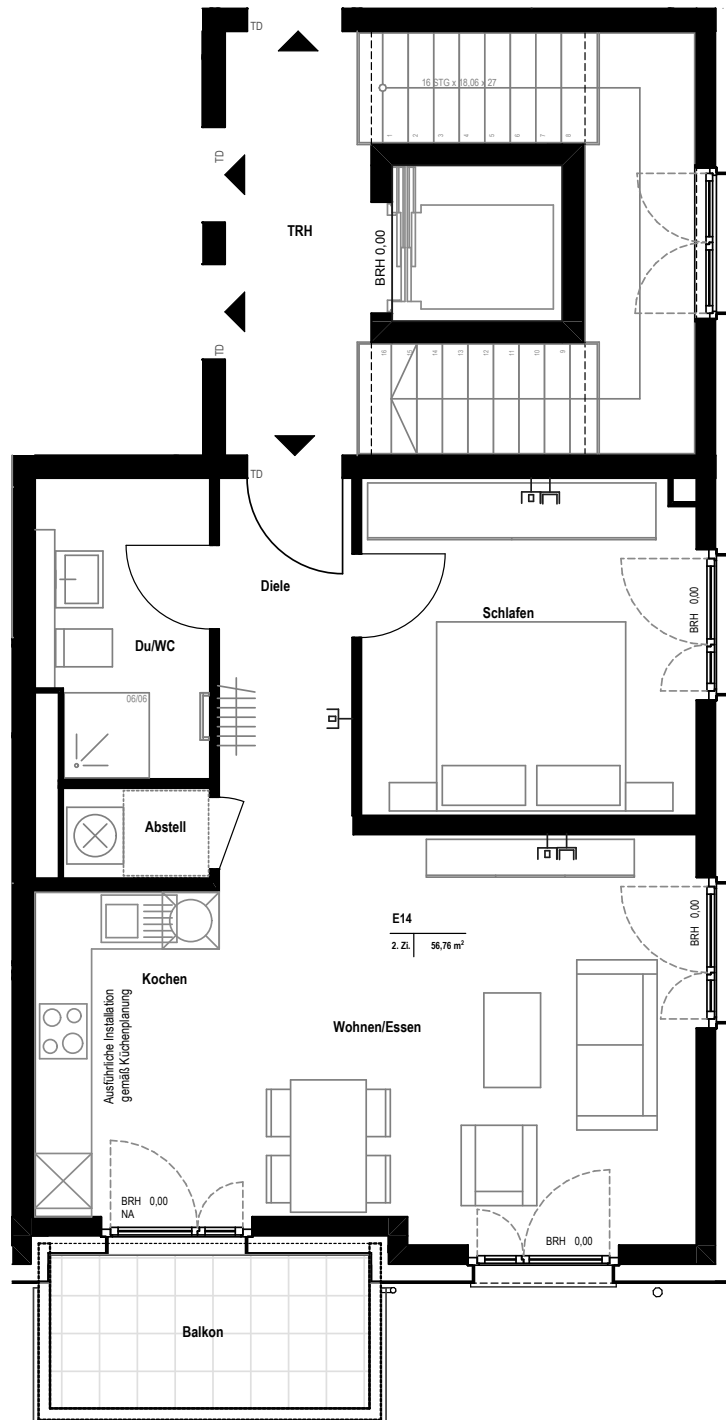 TD
16 STG x 18,06 x 27
1 2 3 4 5 6 7 8
TD
TRH
BRH 0,00
TD
16 15 14 13 12 11 10 9
TD
Diele
Schlafen
BRH 0,00
Du/WC
06/06
Abstell
E14
2. Zi. 56,76 m²
BRH 0,00
Kochen
Ausführliche Installation
gemäß Küchenplanung
Wohnen/Essen
BRH 0,00
NA
BRH 0,00
Balkon